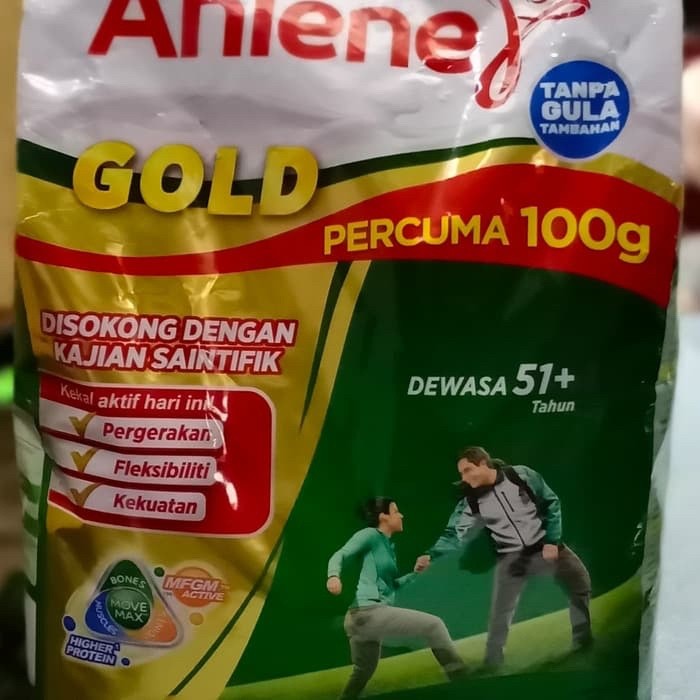 Anlene
TANPA
GULA
TAMBAHAN
GOLD
PERCUMA 100g
DISOKONG DENGAN
KAJIAN SAINTIFIK
Kekal aktif hari ini!
Pergerakan
Fleksibiliti
Kekuatan
DEWASA 51+
Tahun
BONES
MUSCLES
MOVE
MAX™
MFGM
ACTIVE
HIGHER
PROTEIN